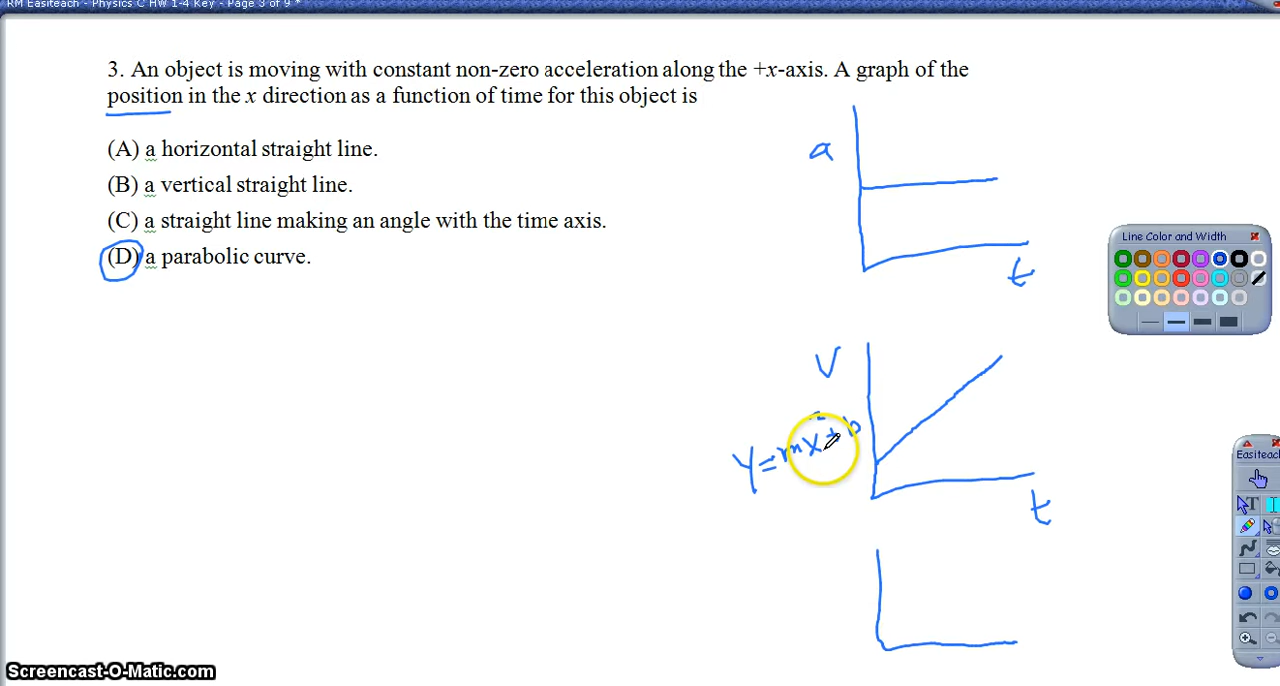 RM Easiteach - Physics C HW 1-4 Key - Page 3 of 9 *
3. An object is moving with constant non-zero acceleration along the +x-axis. A graph of the
position in the x direction as a function of time for this object is
(A) a horizontal straight line.
(B) a vertical straight line.
(C) a straight line making an angle with the time axis.
(D) a parabolic curve.
a
t
Line Color and Width
V
y=mx+b
t
Easiteach
T
Screencast-O-Matic.com